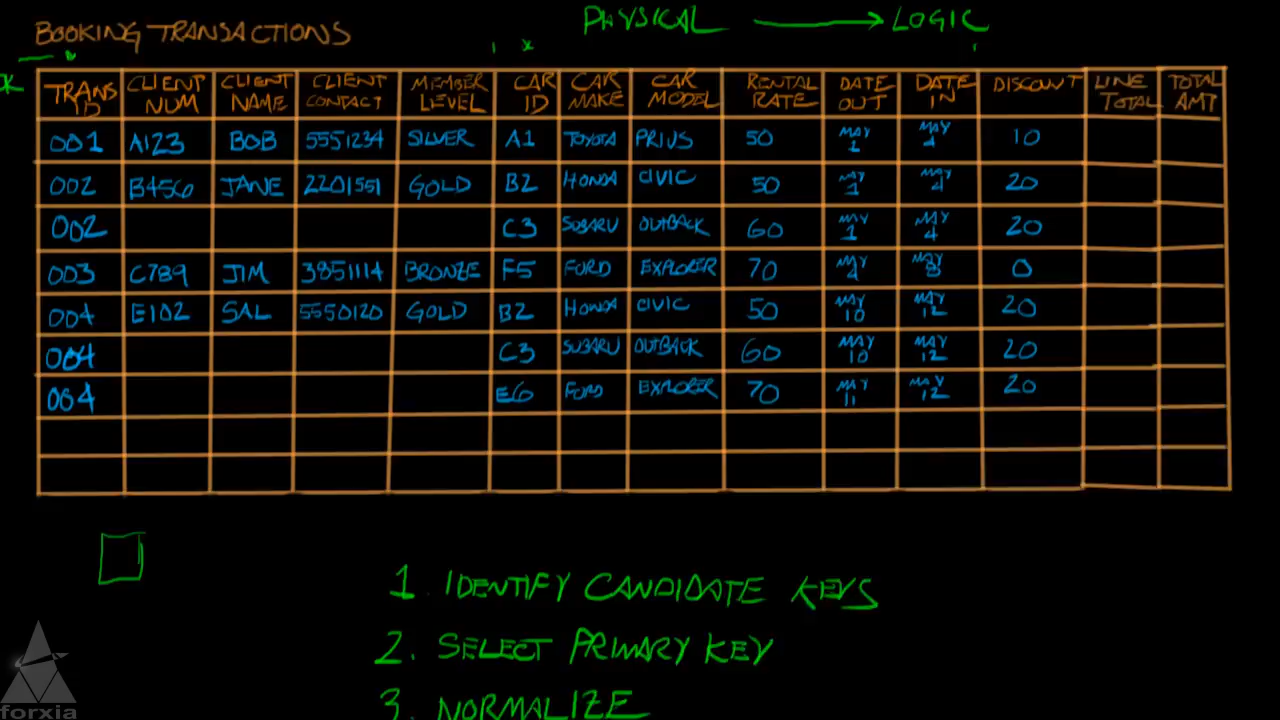 BOOKING TRANSACTIONS
PHYSICAL → LOGIC
TRANS ID CLIENT NUM CLIENT NAME CLIENT CONTACT MEMBER LEVEL CAR ID CAR MAKE CAR MODEL RENTAL RATE DATE OUT DATE IN DISCOUNT LINE TOTAL TOTAL AMT
001 A123 BOB 5551234 SILVER A1 TOYOTA PRIUS 50 MAY 1 MAY 4 10
002 B456 JANE 2201551 GOLD B2 HONDA CIVIC 50 MAY 1 MAY 4 20
002 C3 SUBARU OUTBACK 60 MAY 1 MAY 4 20
003 C789 JIM 3851114 BRONZE F5 FORD EXPLORER 70 MAY 4 MAY 8 0
004 E102 SAL 5550120 GOLD B2 HONDA CIVIC 50 MAY 10 MAY 12 20
004 C3 SUBARU OUTBACK 60 MAY 10 MAY 12 20
004 E6 FORD EXPLORER 70 MAY 11 MAY 12 20
1. IDENTIFY CANDIDATE KEYS
2. SELECT PRIMARY KEY
3. NORMALIZE
forxia